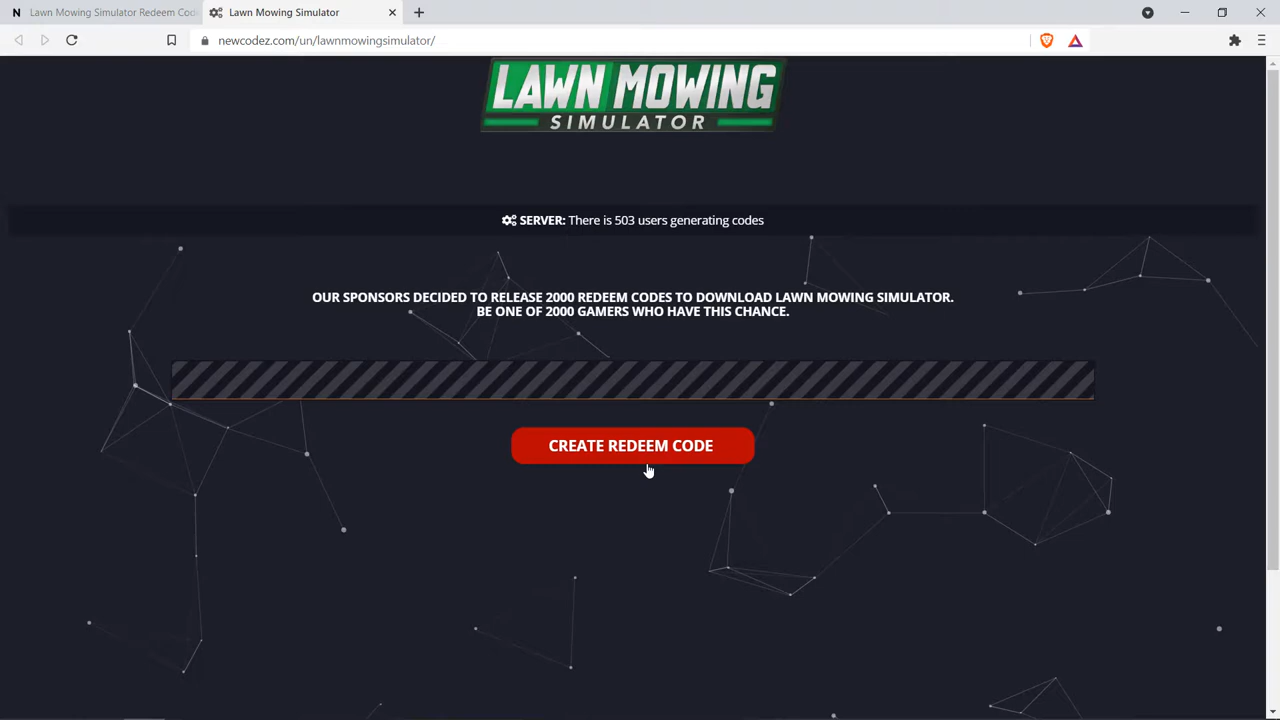 N Lawn Mowing Simulator Redeem Cod
Lawn Mowing Simulator
newcodez.com/un/lawnmowingsimulator/
LAWN MOWING
SIMULATOR
SERVER: There is 503 users generating codes
OUR SPONSORS DECIDED TO RELEASE 2000 REDEEM CODES TO DOWNLOAD LAWN MOWING SIMULATOR.
BE ONE OF 2000 GAMERS WHO HAVE THIS CHANCE.
CREATE REDEEM CODE